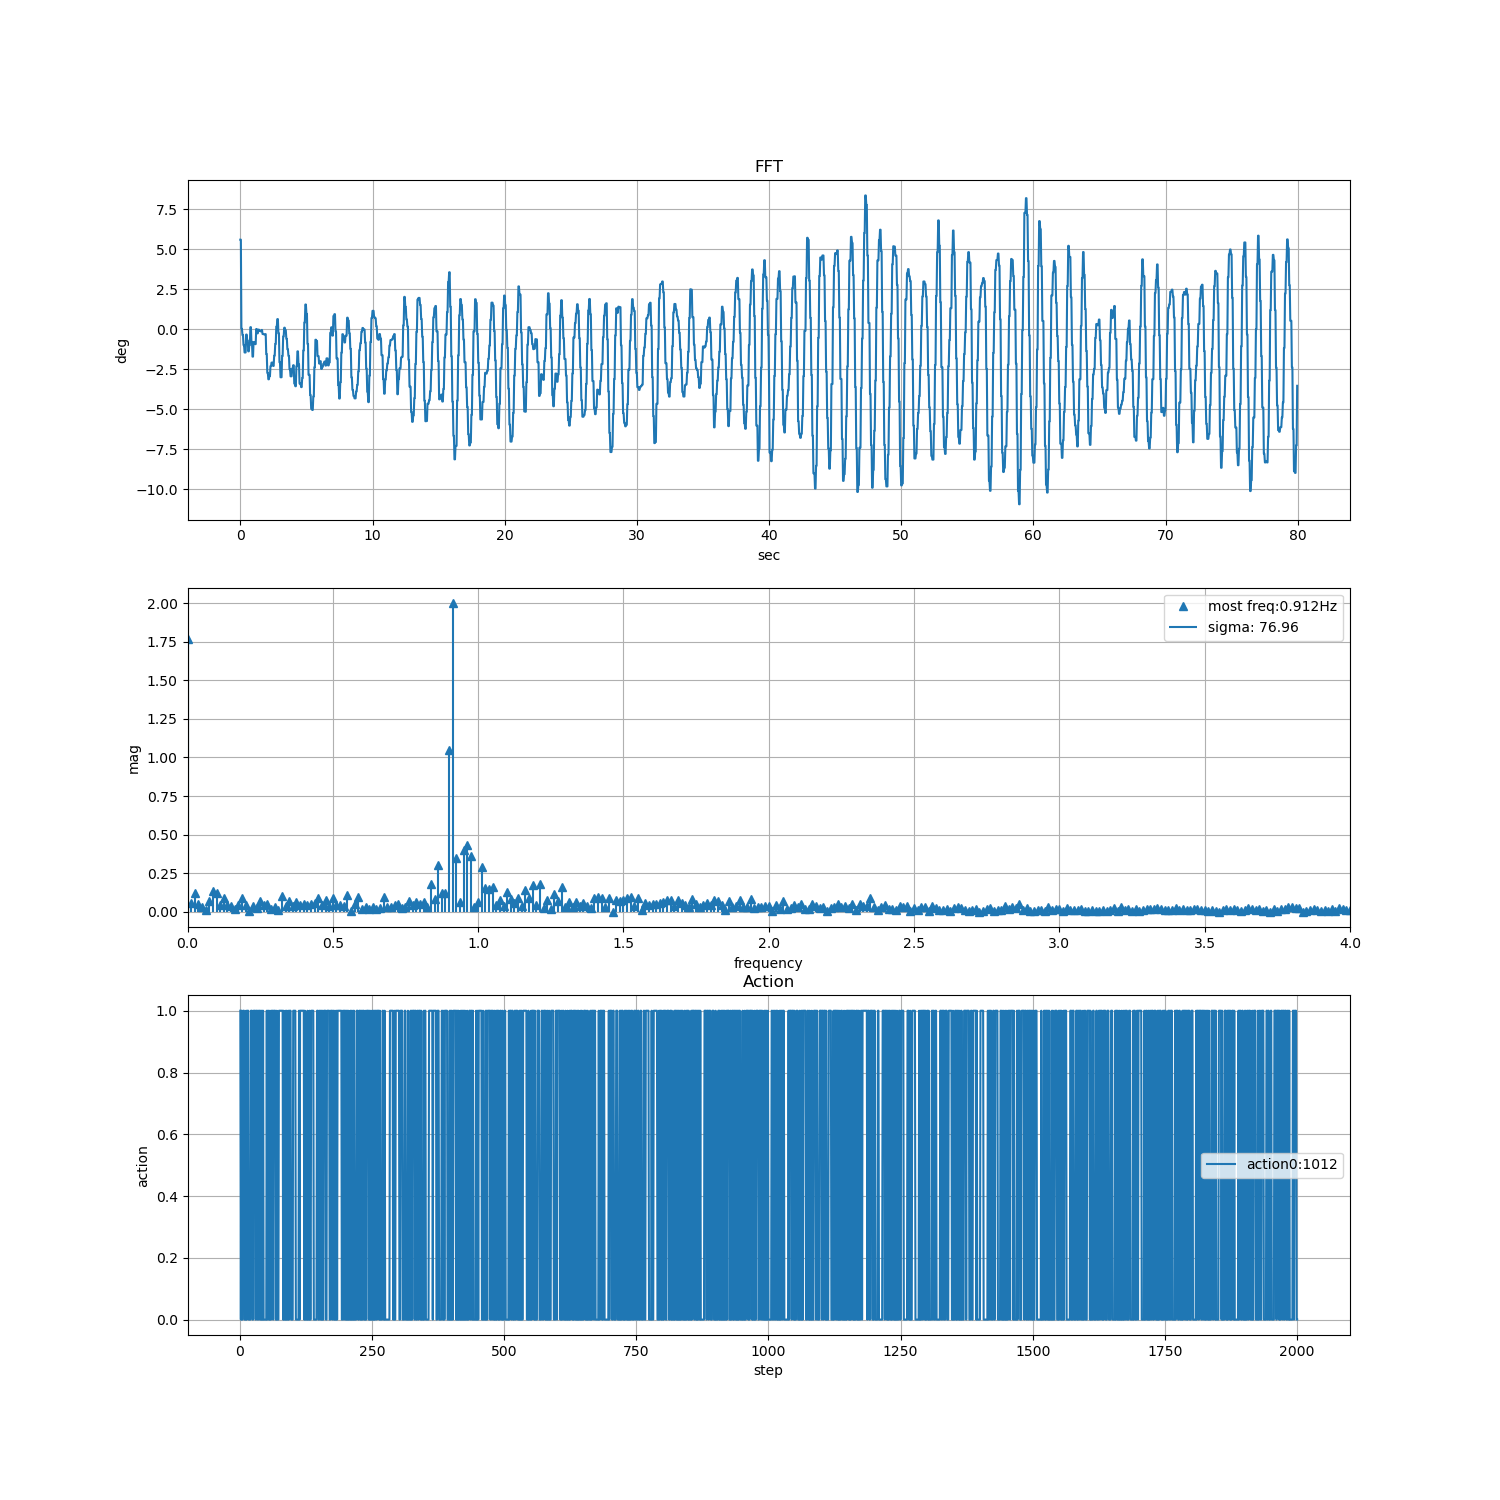 FFT
7.5
5.0
2.5
0.0
−2.5
−5.0
−7.5
−10.0
deg
0 10 20 30 40 50 60 70 80
sec
2.00
1.75
1.50
1.25
1.00
0.75
0.50
0.25
0.00
mag
most freq:0.912Hz
sigma: 76.96
0.0 0.5 1.0 1.5 2.0 2.5 3.0 3.5 4.0
frequency
Action
1.0
0.8
0.6
0.4
0.2
0.0
action
action0:1012
0 250 500 750 1000 1250 1500 1750 2000
step